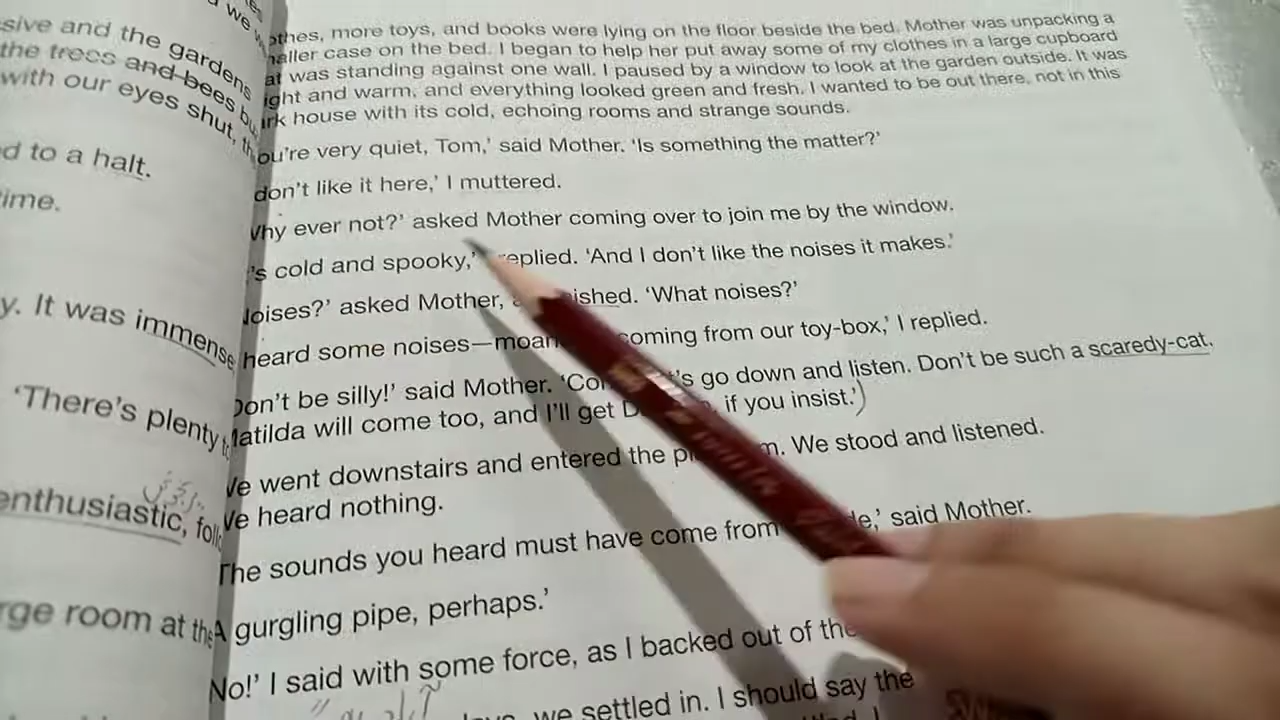 we
sive and the gardens
the trees and bees
with our eyes shut,
d to a halt.
ime.
y. It was immense
'There's plenty
enthusiastic,
rge room at the
othes, more toys, and books were lying on the floor beside the bed. Mother was unpacking a
naller case on the bed. I began to help her put away some of my clothes in a large cupboard
at was standing against one wall. I paused by a window to look at the garden outside. It was
ight and warm, and everything looked green and fresh. I wanted to be out there, not in this
ark house with its cold, echoing rooms and strange sounds.
ou're very quiet, Tom,' said Mother. 'Is something the matter?'
don't like it here,' I muttered.
Why ever not?' asked Mother coming over to join me by the window.
's cold and spooky,' replied. 'And I don't like the noises it makes.'
Noises?' asked Mother, ished. 'What noises?'
heard some noises—moan coming from our toy-box,' I replied.
Don't be silly!' said Mother. 'Co 's go down and listen. Don't be such a scaredy-cat.
Matilda will come too, and I'll get D if you insist.')
We went downstairs and entered the pl m. We stood and listened.
We heard nothing.
The sounds you heard must have come from de,' said Mother.
A gurgling pipe, perhaps.'
No!' I said with some force, as I backed out of the
we settled in. I should say the